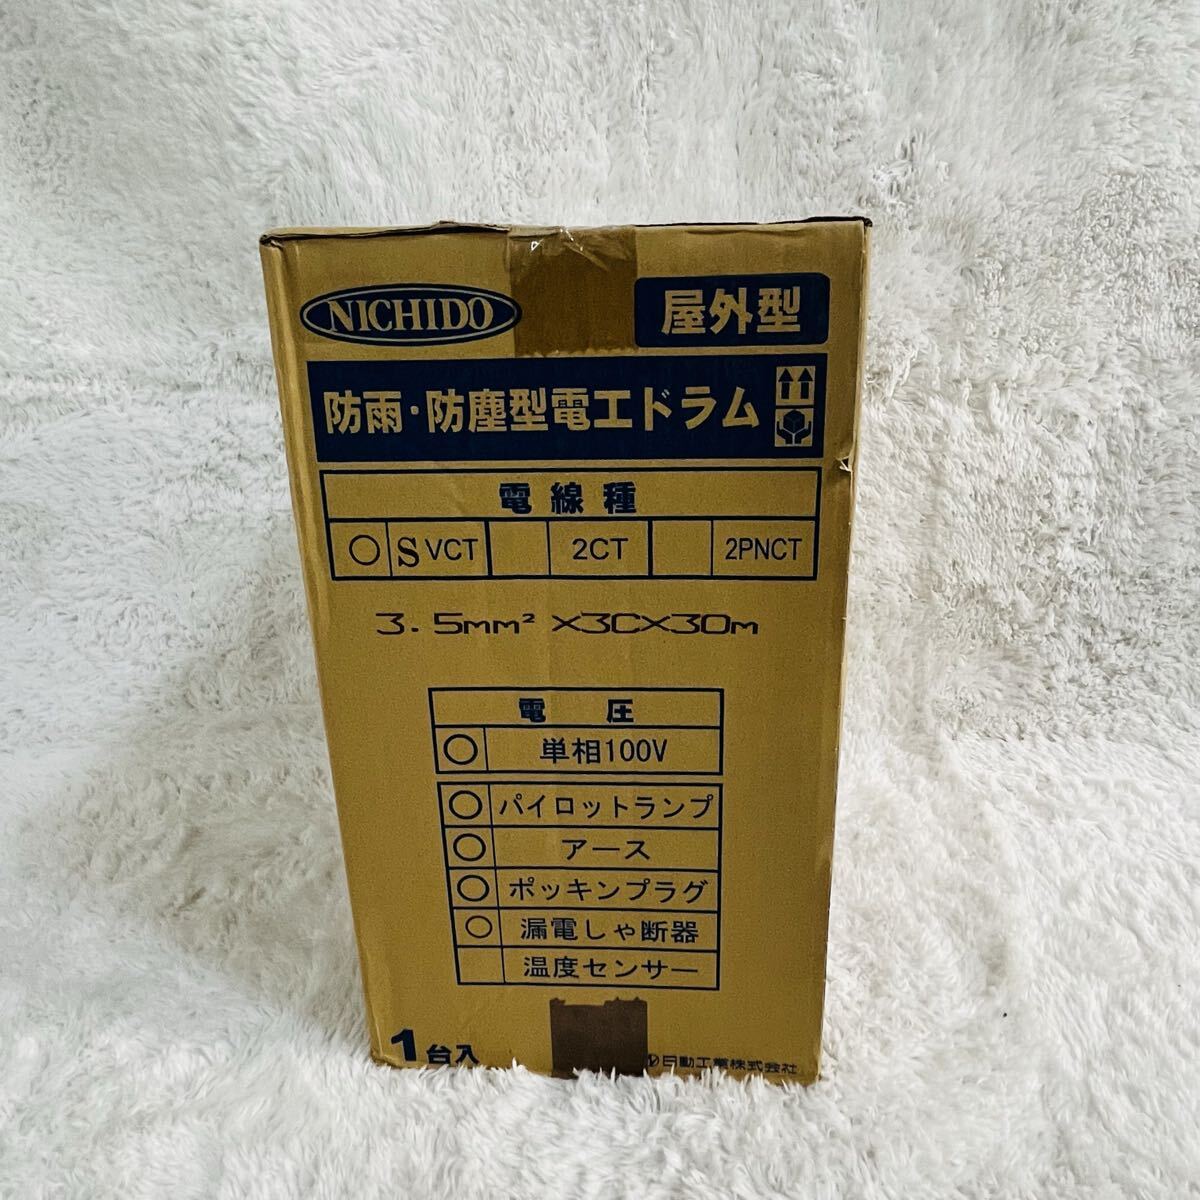 NICHIDO
屋外型
防雨・防塵型電工ドラム
電線種
○ SVCT 2CT 2PNCT
3.5mm² X3CX30m
電圧
○ 単相100V
○ パイロットランプ
○ アース
○ ポッキンプラグ
○ 漏電しゃ断器
温度センサー
1台入
日動工業株式会社